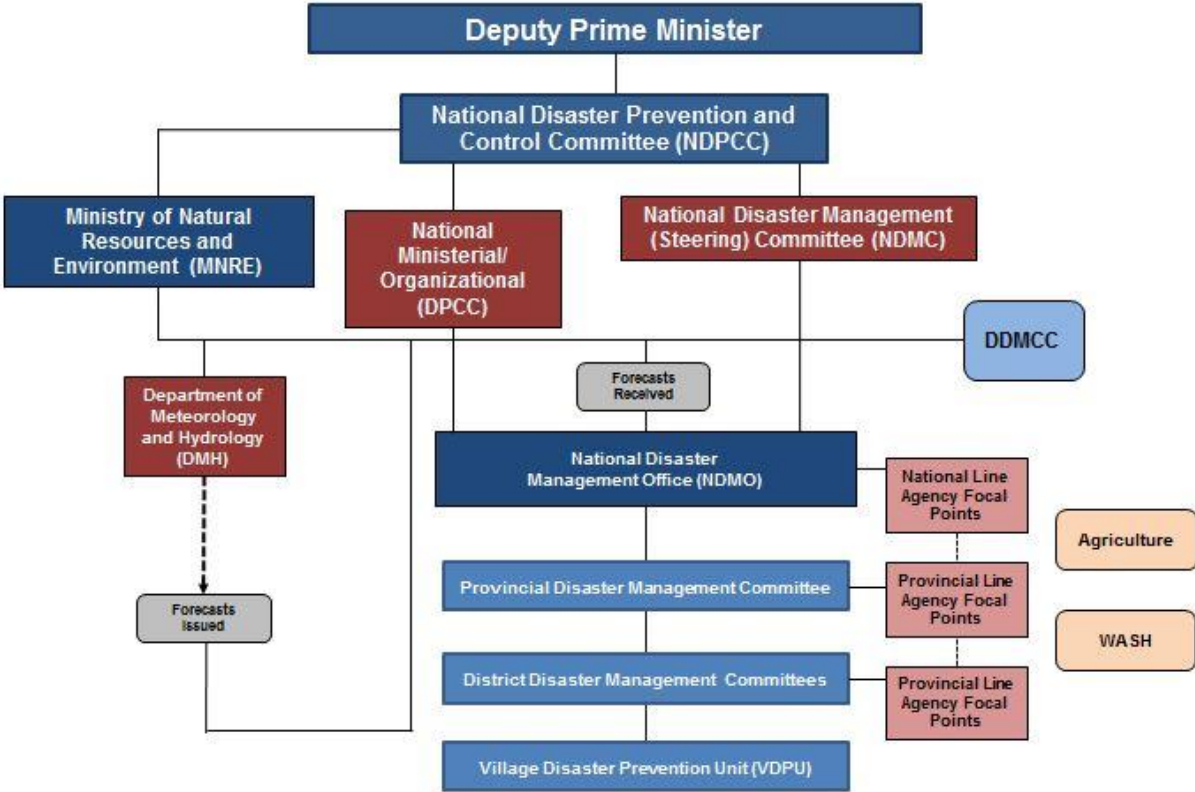 Deputy Prime Minister
National Disaster Prevention and
Control Committee (NDPCC)
Ministry of Natural
Resources and
Environment (MNRE)
National
Ministerial/
Organizational
(DPCC)
National Disaster Management
(Steering) Committee (NDMC)
DDMCC
Forecasts
Received
Department of
Meteorology
and Hydrology
(DMH)
National Disaster
Management Office (NDMO)
National Line
Agency Focal
Points
Agriculture
Provincial Disaster Management Committee
Provincial Line
Agency Focal
Points
Forecasts
Issued
WASH
District Disaster Management Committees
Provincial Line
Agency Focal
Points
Village Disaster Prevention Unit (VDPU)